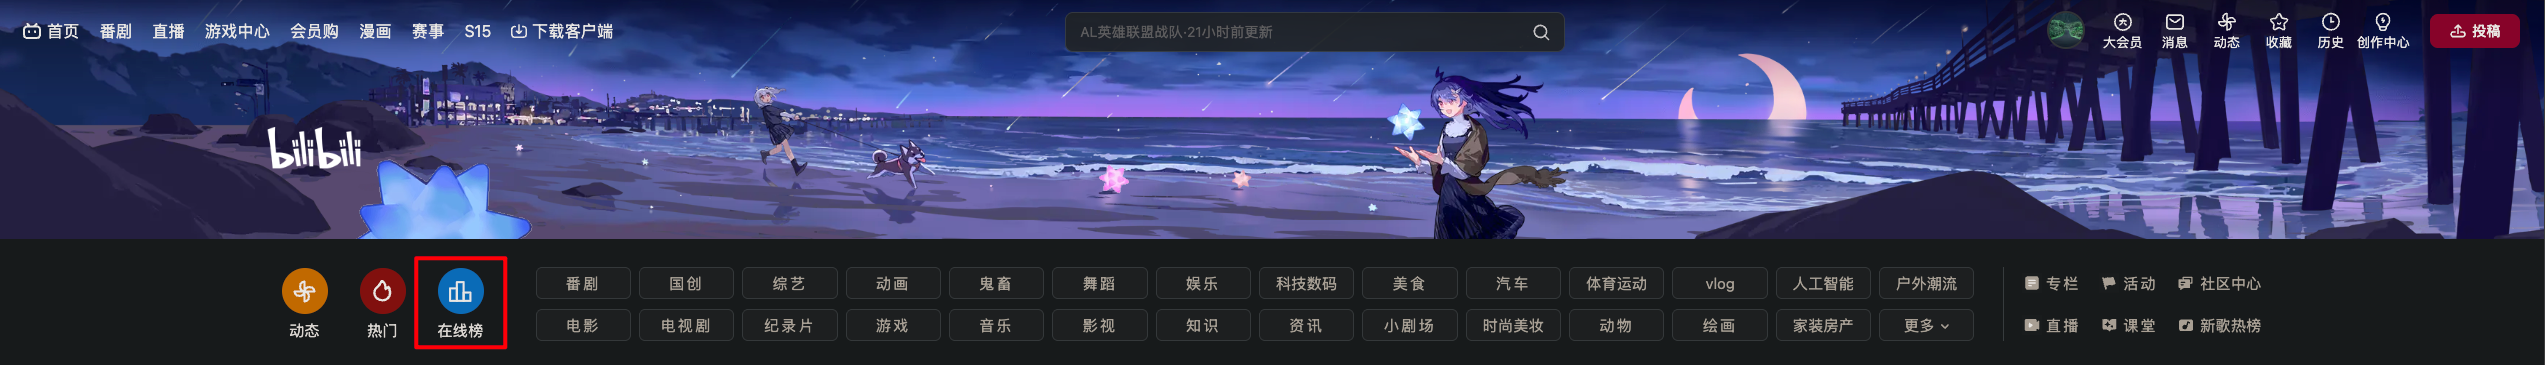 首页 番剧 直播 游戏中心 会员购 漫画 赛事 S15 下载客户端
AL英雄联盟战队·21小时前更新
大会员 消息 动态 收藏 历史 创作中心 投稿
bilibili
动态 热门 在线榜
番剧 国创 综艺 动画 鬼畜 舞蹈 娱乐 科技数码 美食 汽车 体育运动 vlog 人工智能 户外潮流
电影 电视剧 纪录片 游戏 音乐 影视 知识 资讯 小剧场 时尚美妆 动物 绘画 家装房产 更多
专栏 活动 社区中心
直播 课堂 新歌热榜